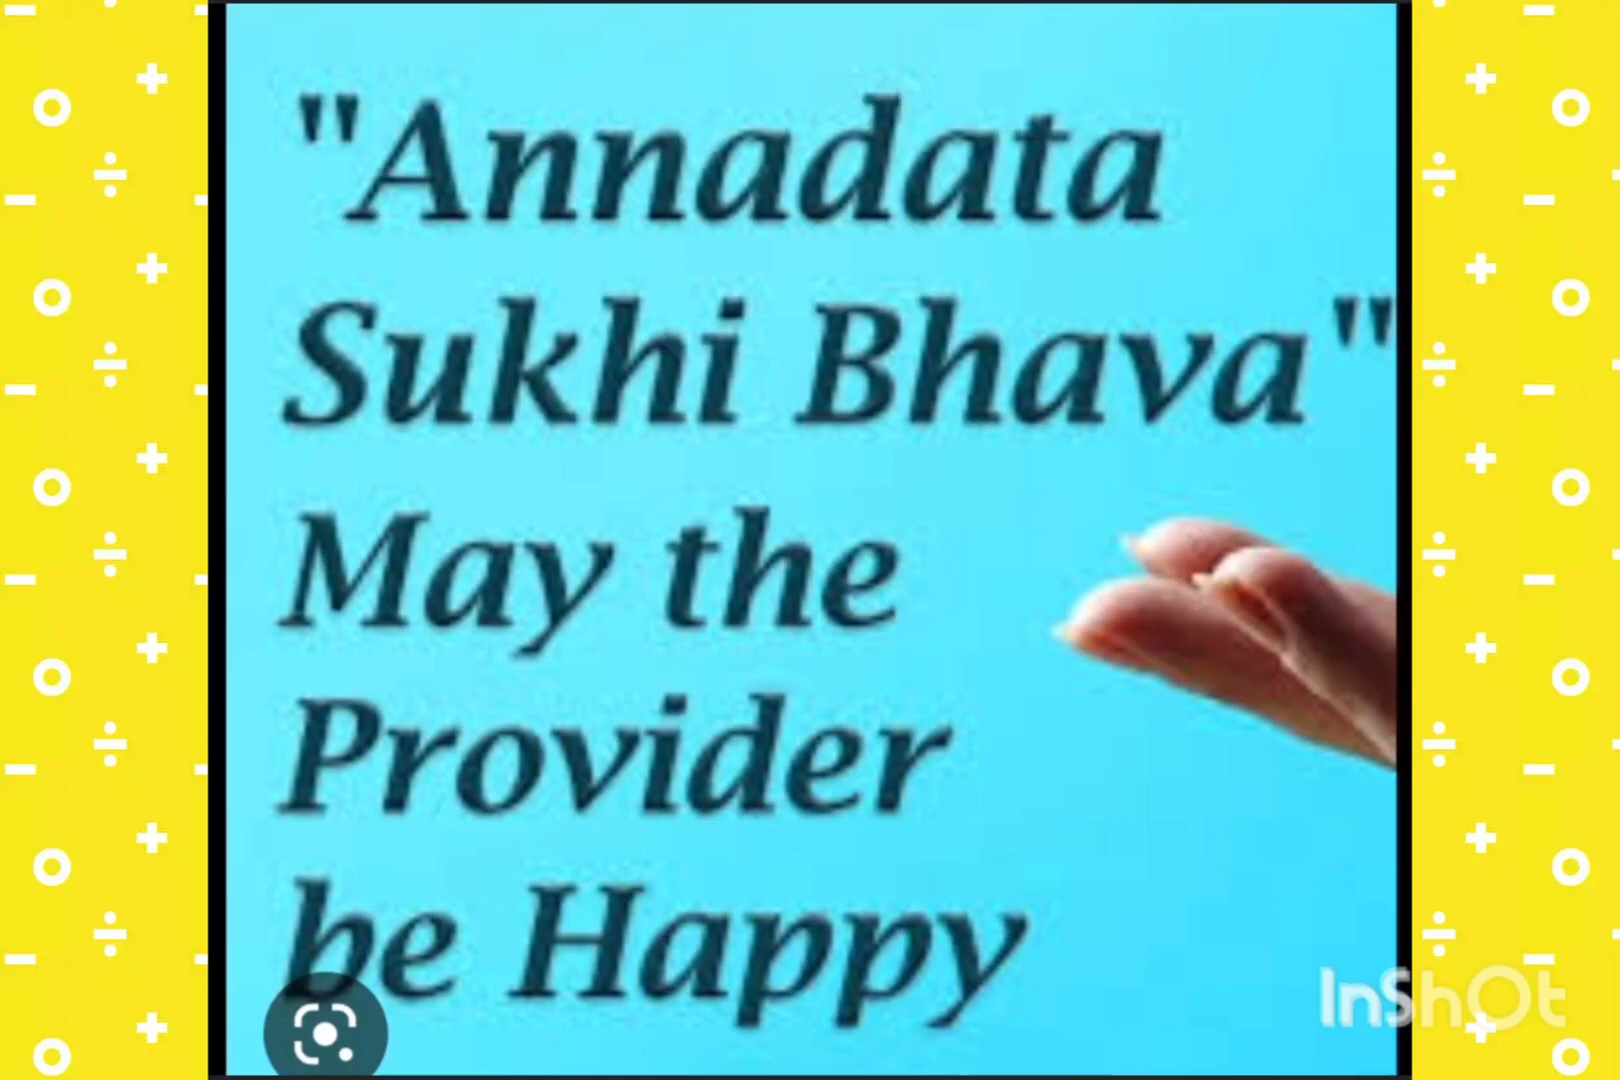 "Annadata
Sukhi Bhava"
May the
Provider
be Happy
InShOt